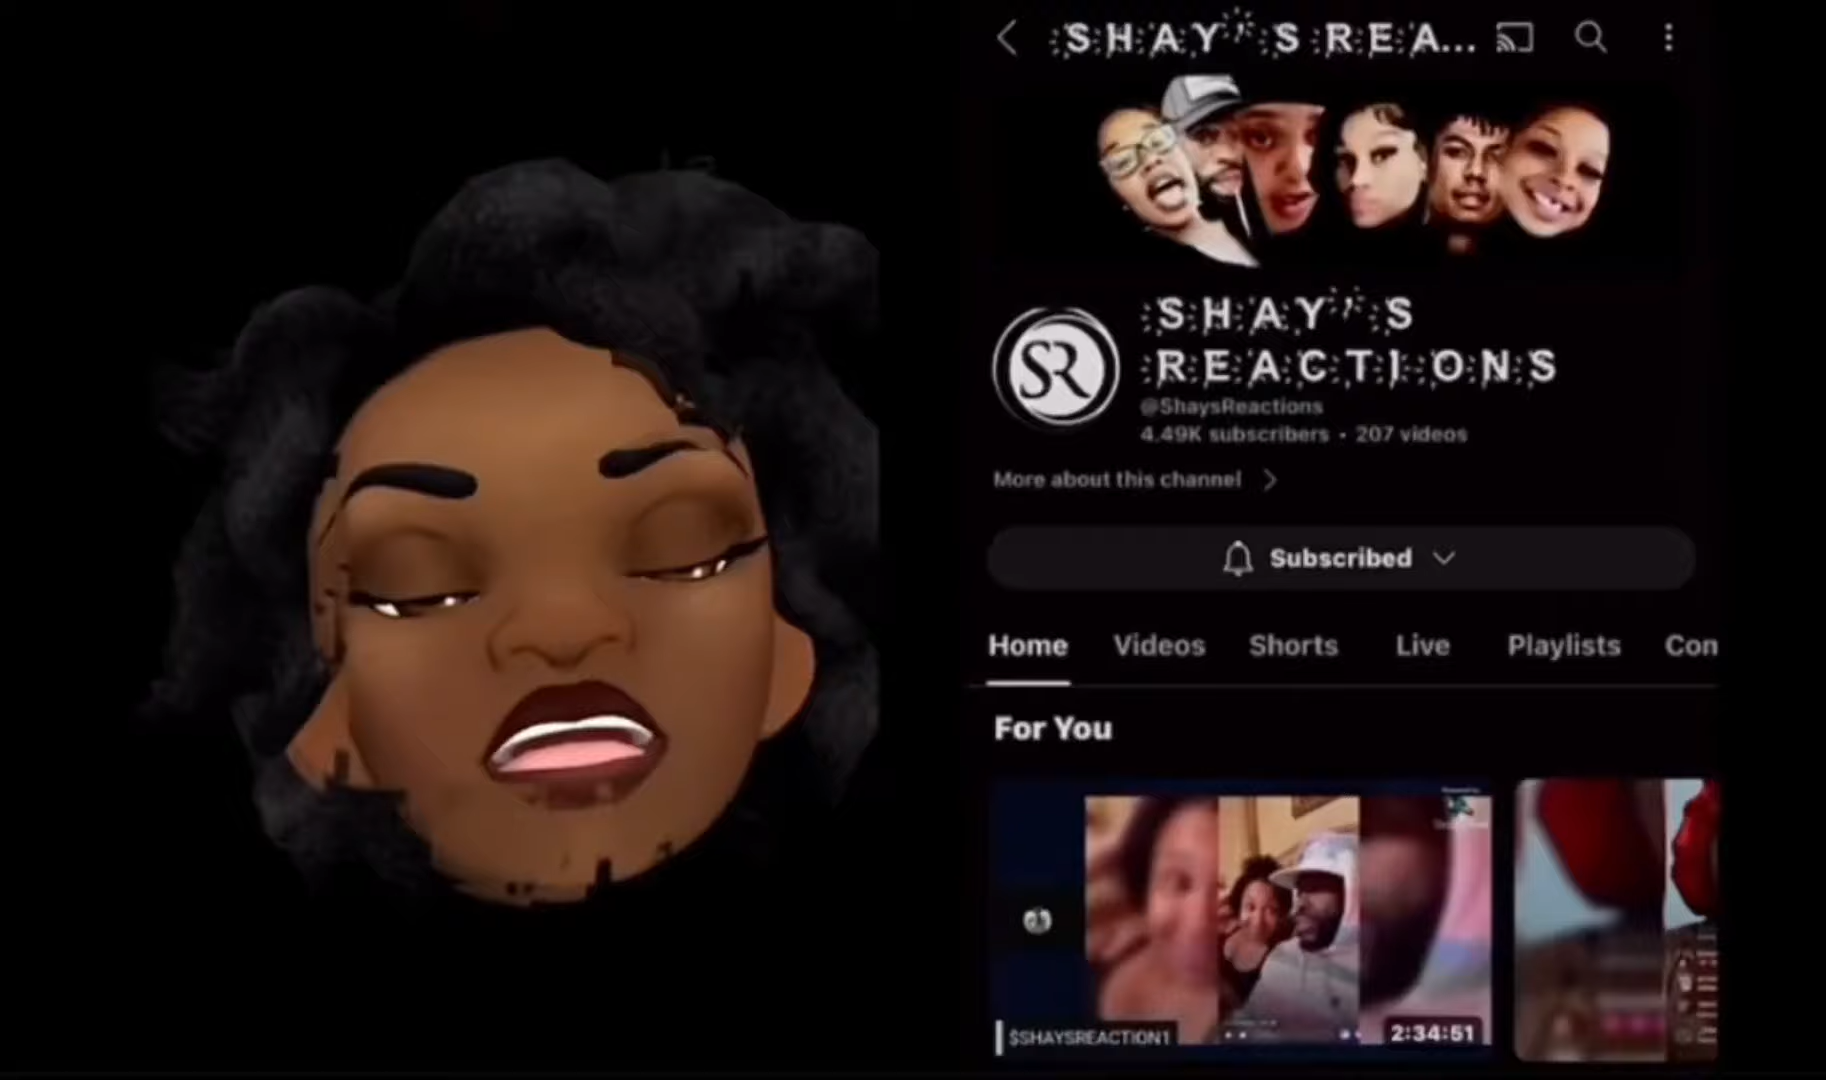 SHAY'S REA...
SR
SHAY'S
REACTIONS
@ShaysReactions
4.49K subscribers • 207 videos
More about this channel
Subscribed
Home Videos Shorts Live Playlists Con
For You
$SHAYSREACTION1
2:34:51